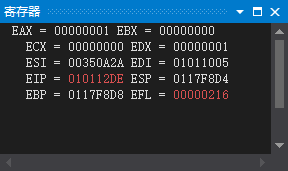 寄存器
EAX = 00000001 EBX = 00000000
ECX = 00000000 EDX = 00000001
ESI = 00350A2A EDI = 01011005
EIP = 010112DE ESP = 0117F8D4
EBP = 0117F8D8 EFL = 00000216